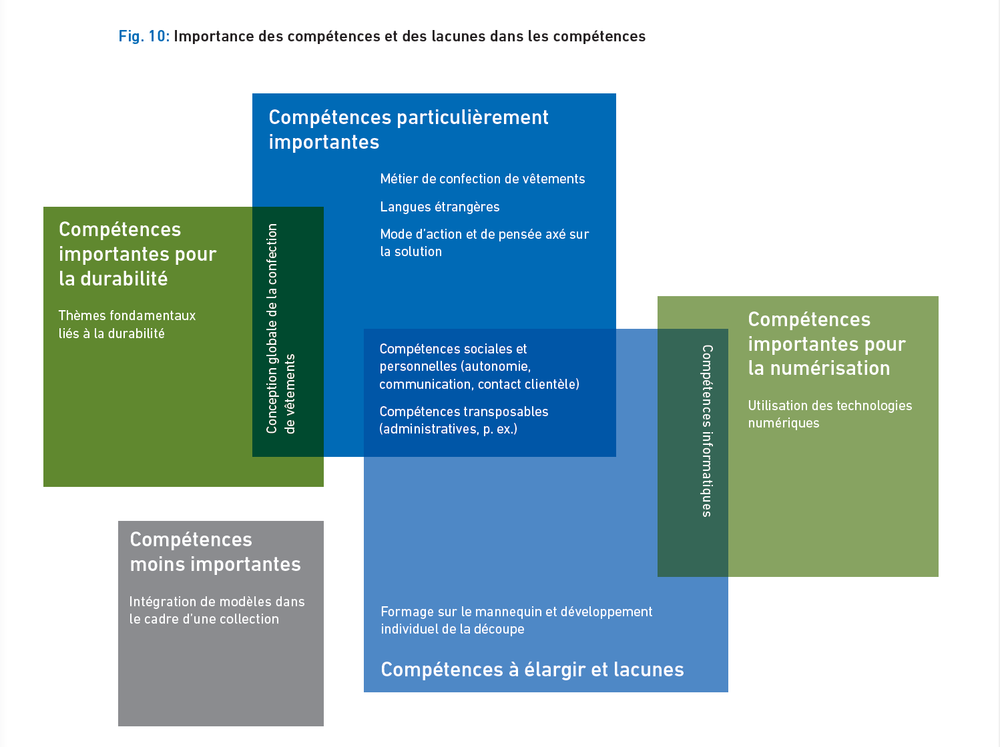 Fig. 10: Importance des compétences et des lacunes dans les compétences
Compétences particulièrement
importantes
Métier de confection de vêtements
Langues étrangères
Mode d’action et de pensée axé sur
la solution
Compétences
importantes pour
la durabilité
Thèmes fondamentaux
liés à la durabilité
Conception globale de la confection
de vêtements
Compétences sociales et
personnelles (autonomie,
communication, contact clientèle)
Compétences transposables
(administratives, p. ex.)
Compétences informatiques
Compétences
importantes pour
la numérisation
Utilisation des technologies
numériques
Compétences
moins importantes
Intégration de modèles dans
le cadre d’une collection
Formage sur le mannequin et développement
individuel de la découpe
Compétences à élargir et lacunes